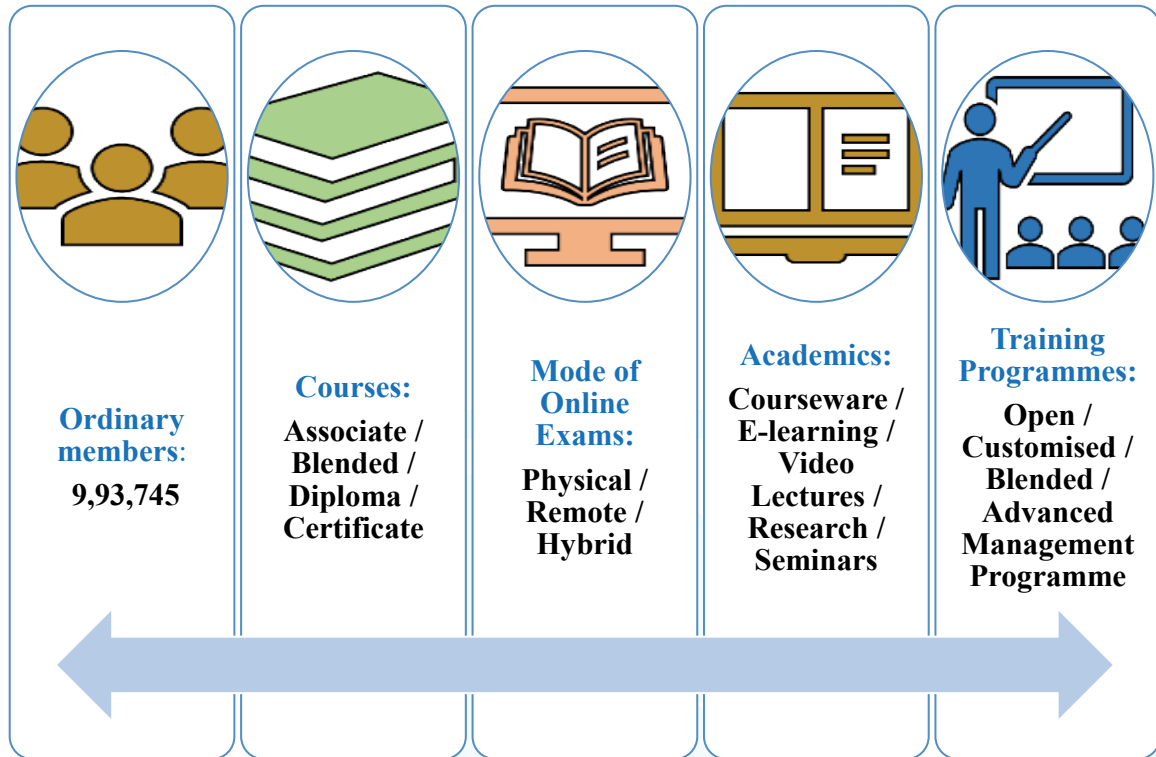 Ordinary
members:
9,93,745
Courses:
Associate /
Blended /
Diploma /
Certificate
Mode of
Online
Exams:
Physical /
Remote /
Hybrid
Academics:
Courseware /
E-learning /
Video
Lectures /
Research /
Seminars
Training
Programmes:
Open /
Customised /
Blended /
Advanced
Management
Programme